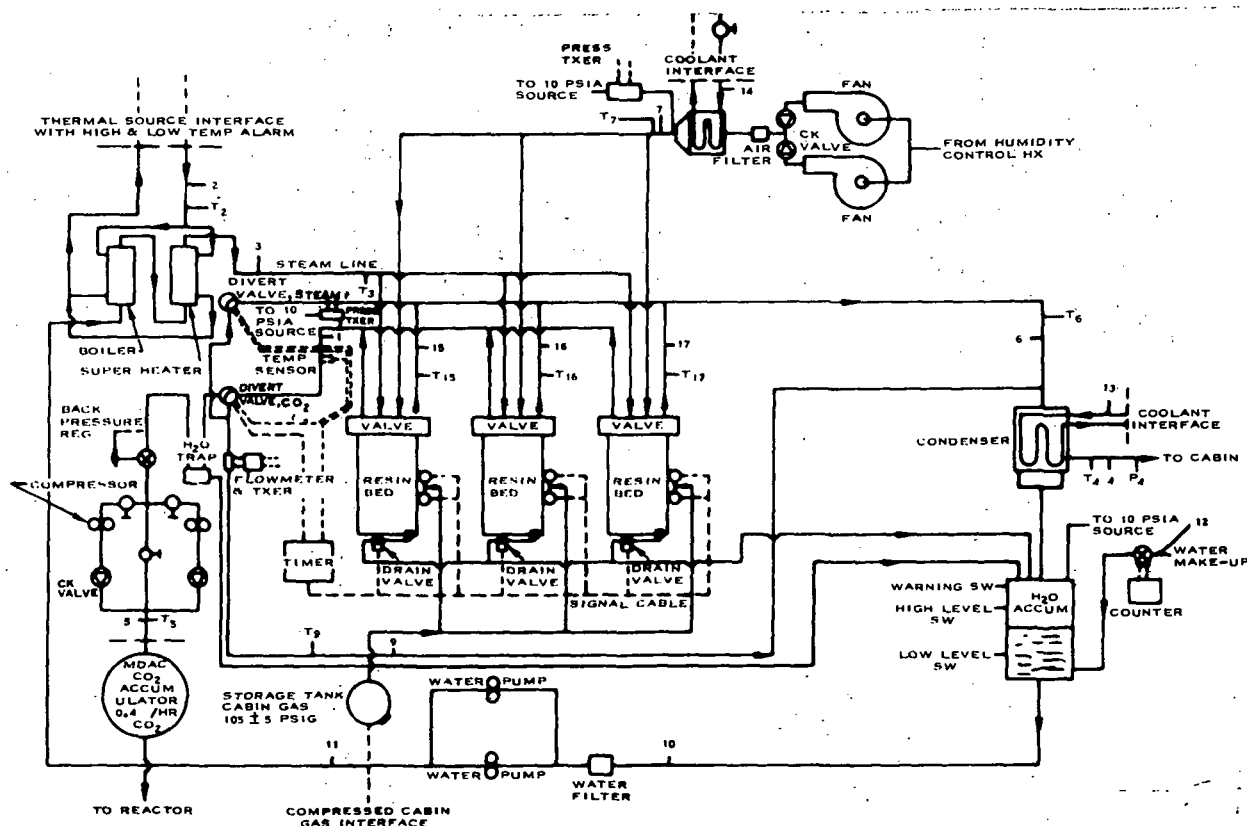 PRESS
TXER
COOLANT
INTERFACE
TO 10 PSIA
SOURCE
14
FAN
7
T7
THERMAL SOURCE INTERFACE
WITH HIGH & LOW TEMP ALARM
AIR
FILTER
CK
VALVE
FROM HUMIDITY
CONTROL HX
FAN
2
T2
3
STEAM LINE
T3
DIVERT
VALVE, STEAM
TO 10
PSIA
SOURCE
PRESS
TXER
TEMP
SENSOR
15
T15
16
T16
17
T17
T6
6
BOILER
SUPER HEATER
DIVERT
VALVE, CO2
BACK
PRESSURE
REG
H2O
TRAP
FLOWMETER
& TXER
COMPRESSOR
VALVE
VALVE
VALVE
RESIN
BED
RESIN
BED
RESIN
BED
13
COOLANT
INTERFACE
CONDENSER
TO CABIN
T4 4 P4
TO 10 PSIA
SOURCE
12
WATER
MAKE-UP
COUNTER
TIMER
DRAIN
VALVE
DRAIN
VALVE
DRAIN
VALVE
SIGNAL CABLE
WARNING SW
HIGH LEVEL
SW
H2O
ACCUM
LOW LEVEL
SW
CK
VALVE
5 T5
T9
9
MDAC
CO2
ACCUM
ULATOR
0.4 /HR
CO2
STORAGE TANK
CABIN GAS
105 ± 5 PSIG
WATER PUMP
11
WATER PUMP
10
WATER
FILTER
TO REACTOR
COMPRESSED CABIN
GAS INTERFACE